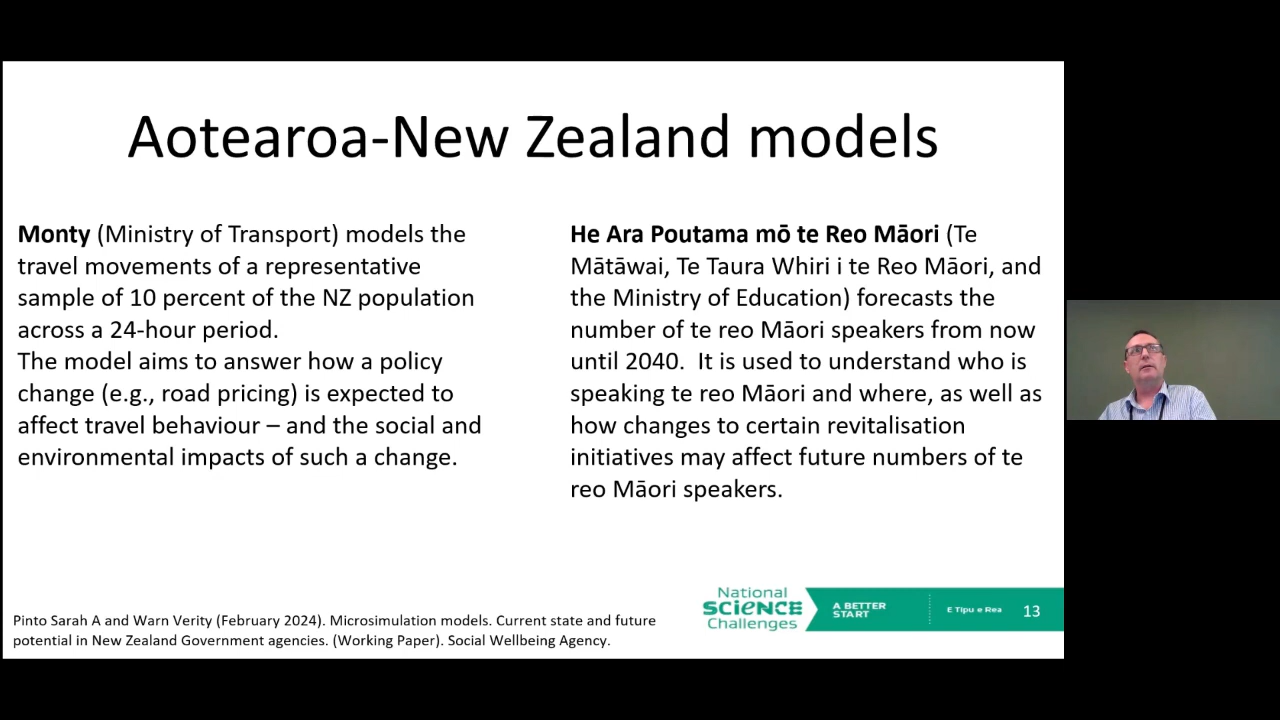 Aotearoa-New Zealand models
Monty (Ministry of Transport) models the
travel movements of a representative
sample of 10 percent of the NZ population
across a 24-hour period.
The model aims to answer how a policy
change (e.g., road pricing) is expected to
affect travel behaviour – and the social and
environmental impacts of such a change.
He Ara Poutama mō te Reo Māori (Te
Mātāwai, Te Taura Whiri i te Reo Māori, and
the Ministry of Education) forecasts the
number of te reo Māori speakers from now
until 2040.  It is used to understand who is
speaking te reo Māori and where, as well as
how changes to certain revitalisation
initiatives may affect future numbers of te
reo Māori speakers.
Pinto Sarah A and Warn Verity (February 2024). Microsimulation models. Current state and future
potential in New Zealand Government agencies. (Working Paper). Social Wellbeing Agency.
National
SCIENCE
Challenges
A BETTER
START
E Tipu e Rea
13